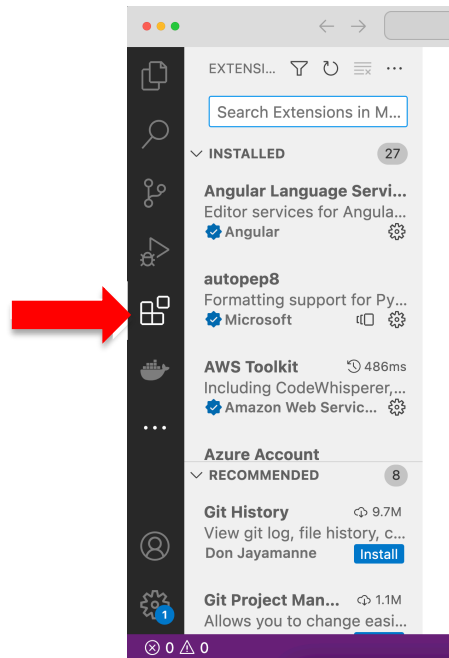 EXTENSI...
Search Extensions in M...
INSTALLED 27
Angular Language Servi...
Editor services for Angula...
Angular
autopep8
Formatting support for Py...
Microsoft
AWS Toolkit 486ms
Including CodeWhisperer,...
Amazon Web Servic...
Azure Account
RECOMMENDED 8
Git History 9.7M
View git log, file history, c...
Don Jayamanne Install
Git Project Man... 1.1M
Allows you to change easi...
1
0 0